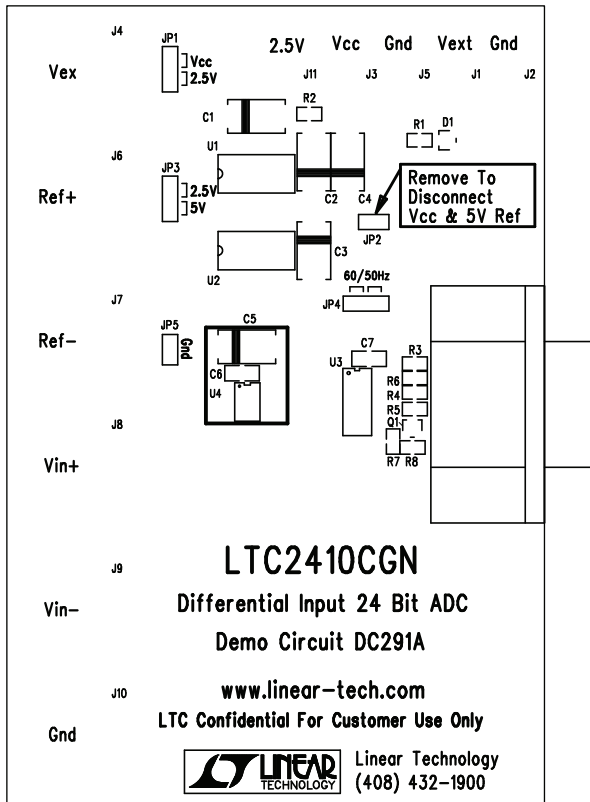 J4
JP1
2.5V Vcc Gnd Vext Gnd
Vex
Vcc
2.5V
J11 J3 J5 J1 J2
C1
R2
R1 D1
U1
J6
JP3
Ref+
2.5V
5V
C2 C4
Remove To
Disconnect
Vcc & 5V Ref
JP2
C3
U2
60/50Hz
J7
JP4
Ref-
JP5
Gnd
C5
C6
U4
U3
C7
R3
R6
R4
R5
Q1
R7 R8
J8
Vin+
LTC2410CGN
J9
Differential Input 24 Bit ADC
Vin-
Demo Circuit DC291A
J10
www.linear-tech.com
LTC Confidential For Customer Use Only
Gnd
LINEAR
TECHNOLOGY
Linear Technology
(408) 432-1900